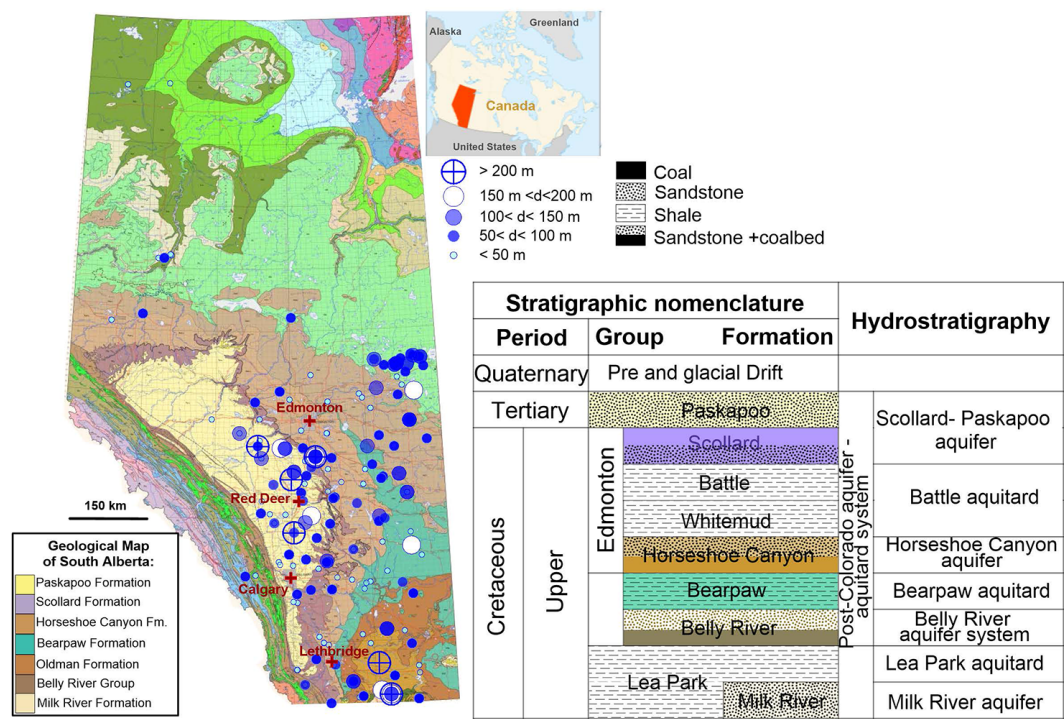 Alaska
Greenland
Canada
United States
> 200 m
150 m <d<200 m
100< d< 150 m
50< d< 100 m
< 50 m
Coal
Sandstone
Shale
Sandstone +coalbed
Edmonton
Red Deer
150 km
Calgary
Lethbridge
Geological Map
of South Alberta:
Paskapoo Formation
Scollard Formation
Horseshoe Canyon Fm.
Bearpaw Formation
Oldman Formation
Belly River Group
Milk River Formation
Stratigraphic nomenclature
Hydrostratigraphy
Period
Group
Formation
Quaternary
Pre and glacial Drift
Tertiary
Paskapoo
Cretaceous
Upper
Edmonton
Scollard
Battle
Whitemud
Horseshoe Canyon
Bearpaw
Belly River
Lea Park
Milk River
Post-Colorado aquifer -
aquitard system
Scollard- Paskapoo
aquifer
Battle aquitard
Horseshoe Canyon
aquifer
Bearpaw aquitard
Belly River
aquifer system
Lea Park aquitard
Milk River aquifer